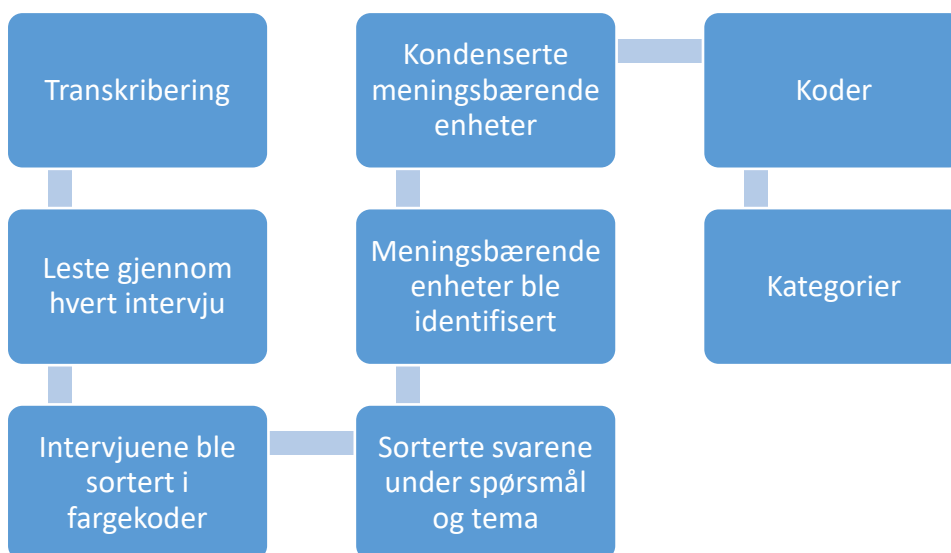 Transkribering
Leste gjennom
hvert intervju
Intervjuene ble
sortert i
fargekoder
Sorterte svarene
under spørsmål
og tema
Meningsbærende
enheter ble
identifisert
Kondenserte
meningsbærende
enheter
Koder
Kategorier